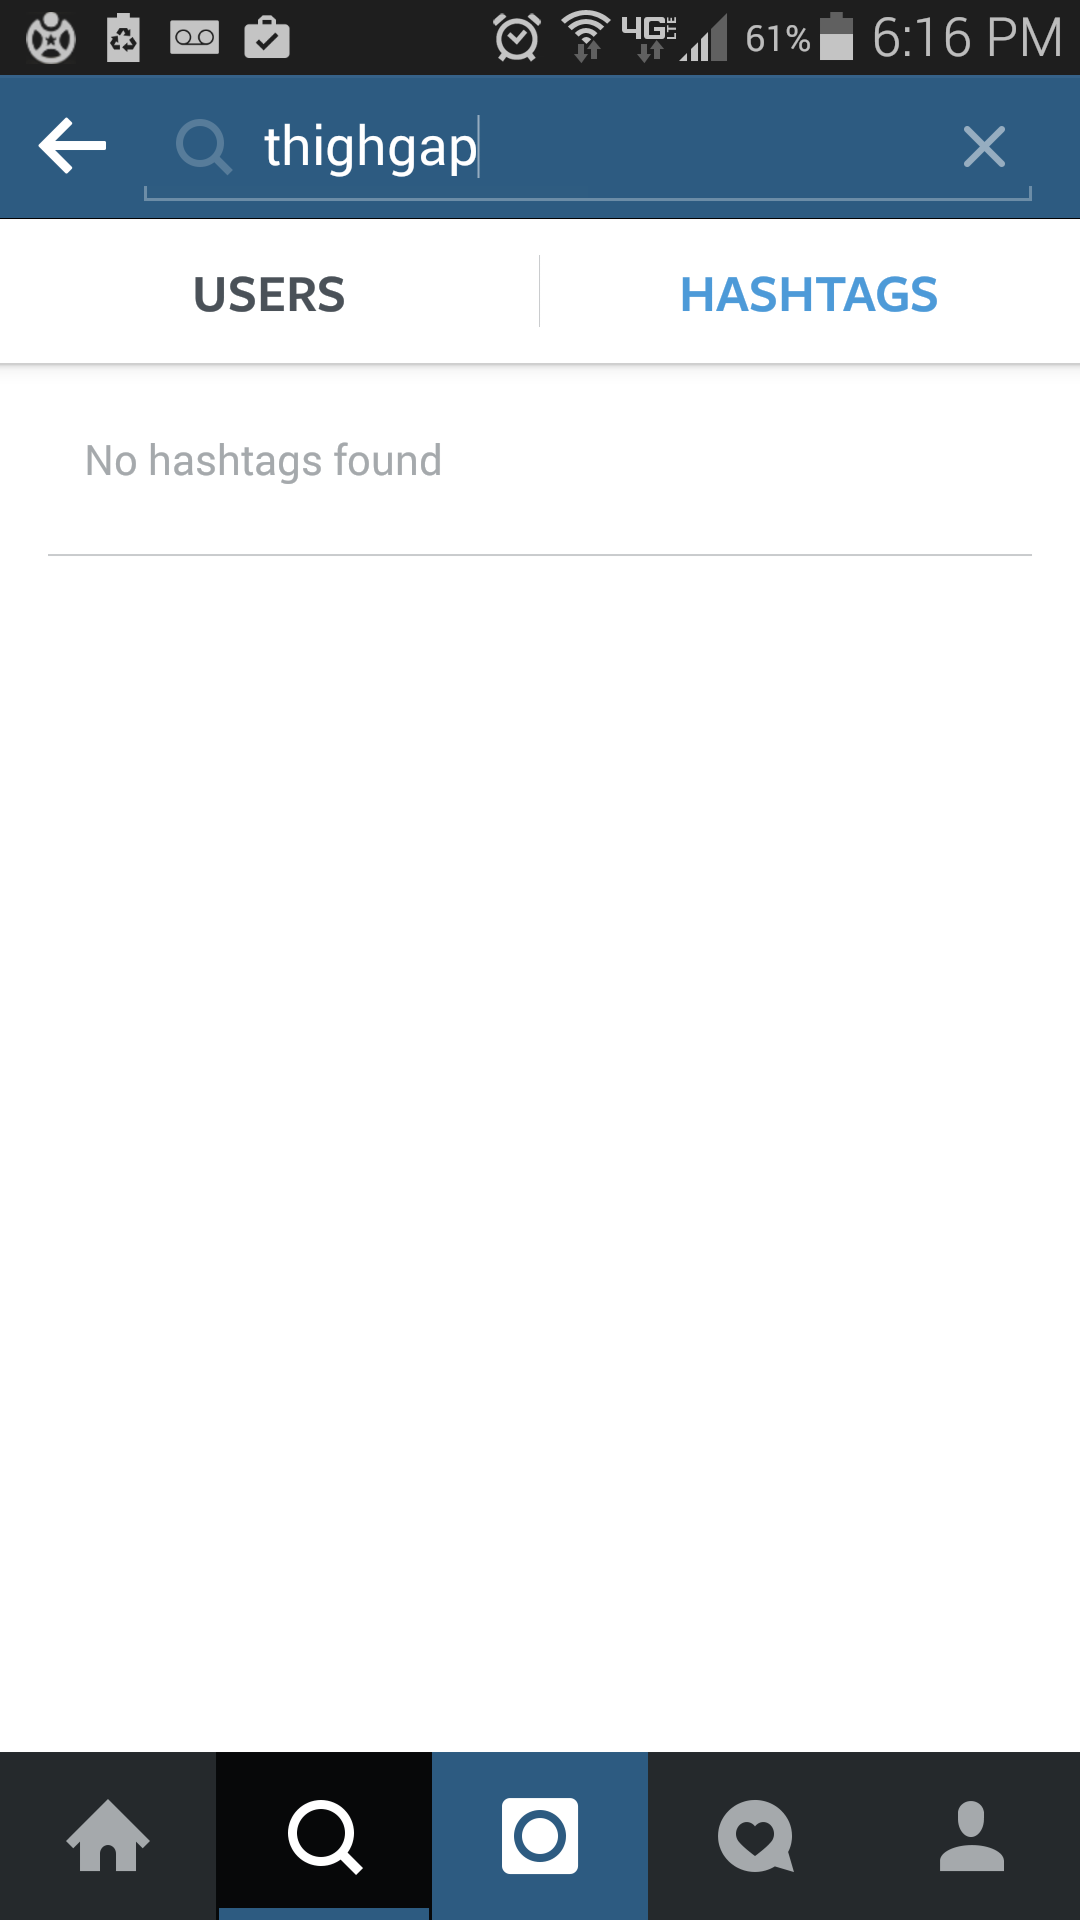 4G LTE 61% 6:16 PM
thighgap
USERS HASHTAGS
No hashtags found